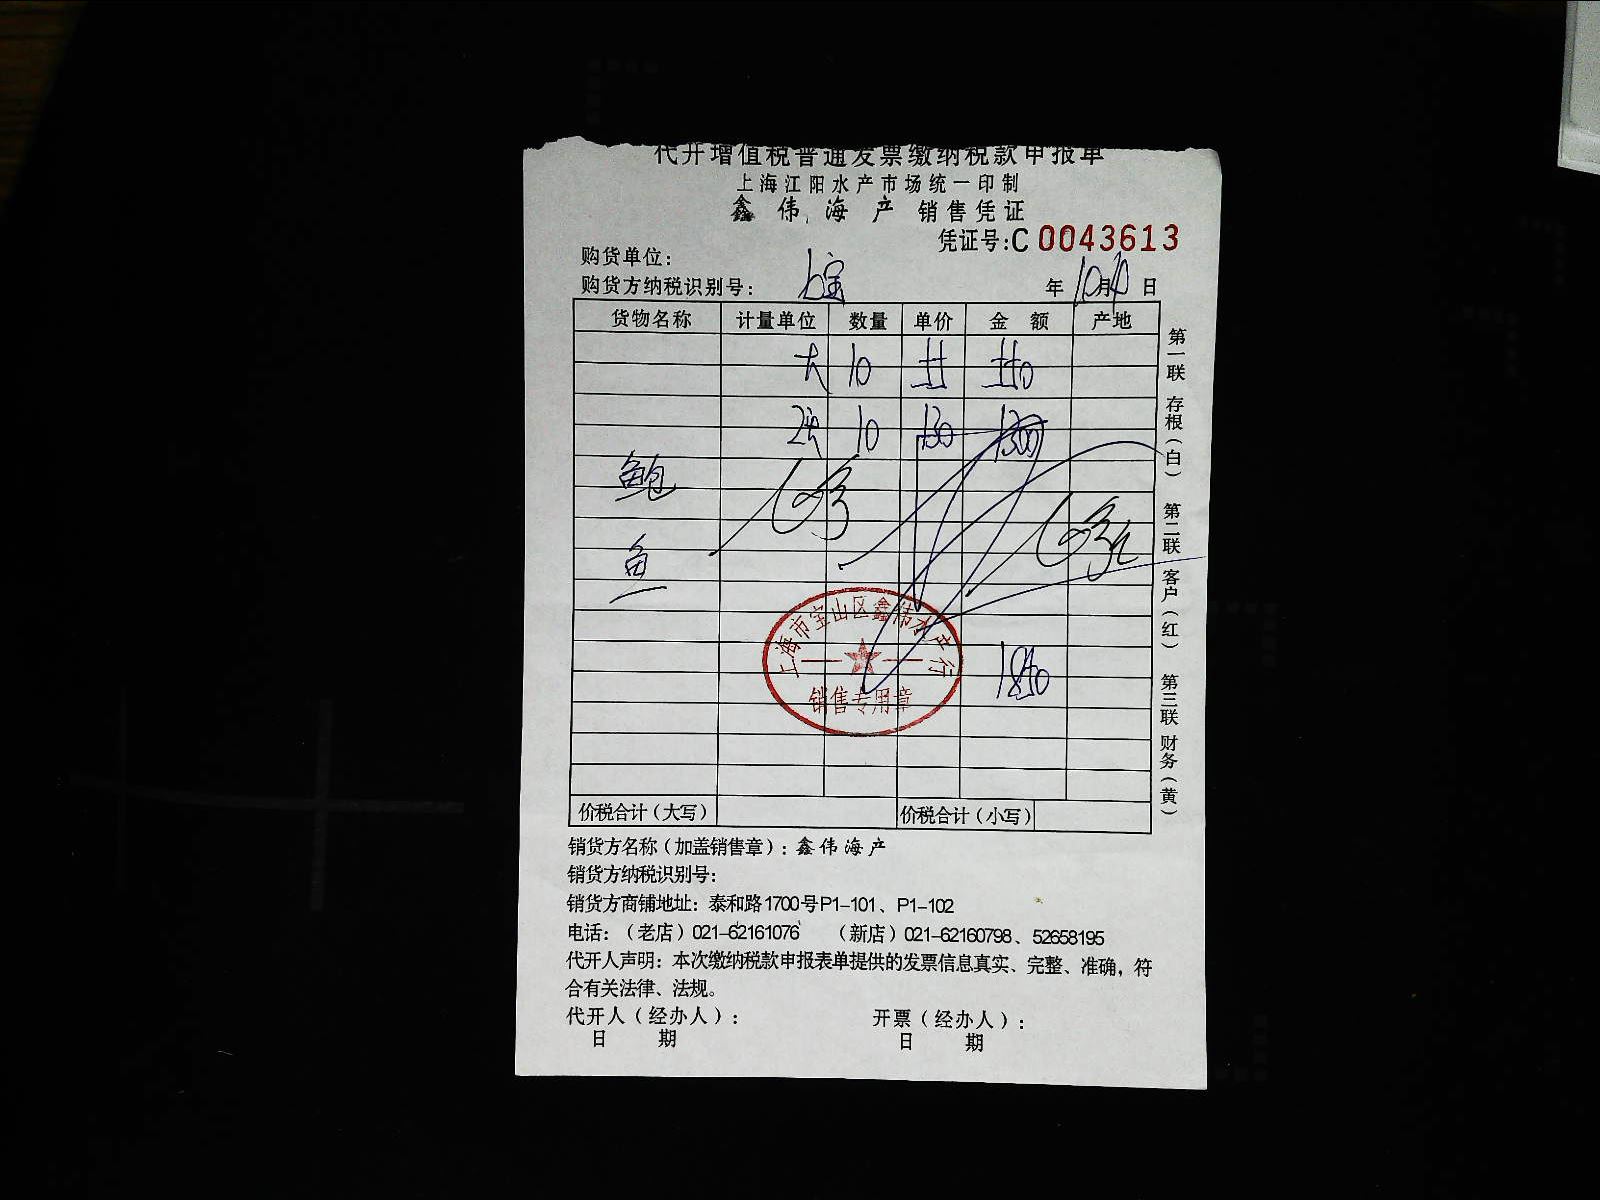 代开增值税普通发票缴纳税款申报单
上海江阳水产市场统一印制
鑫伟海产 销售凭证
凭证号:C 0043613
购货单位:
购货方纳税识别号: 年10月10日
货物名称 计量单位 数量 单价 金额 产地
大 10
10 130 1300
鲍
鱼
上海市宝山区鑫伟水产行
销售专用章
1850
价税合计(大写) 价税合计(小写)
第一联 存根(白) 第二联 客户(红) 第三联 财务(黄)
销货方名称(加盖销售章):鑫伟海产
销货方纳税识别号:
销货方商铺地址:泰和路1700号P1-101、P1-102
电话:(老店)021-62161076 (新店)021-62160798、52658195
代开人声明:本次缴纳税款申报表单提供的发票信息真实、完整、准确,符
合有关法律、法规。
代开人(经办人): 开票(经办人):
日 期 日 期